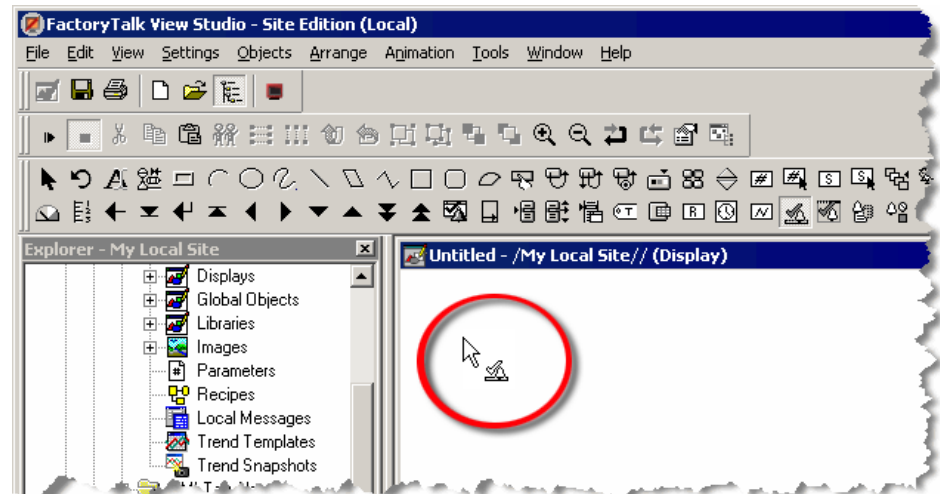 FactoryTalk View Studio - Site Edition (Local)
File Edit View Settings Objects Arrange Animation Tools Window Help
Explorer - My Local Site
Untitled - /My Local Site// (Display)
Displays
Global Objects
Libraries
Images
Parameters
Recipes
Local Messages
Trend Templates
Trend Snapshots